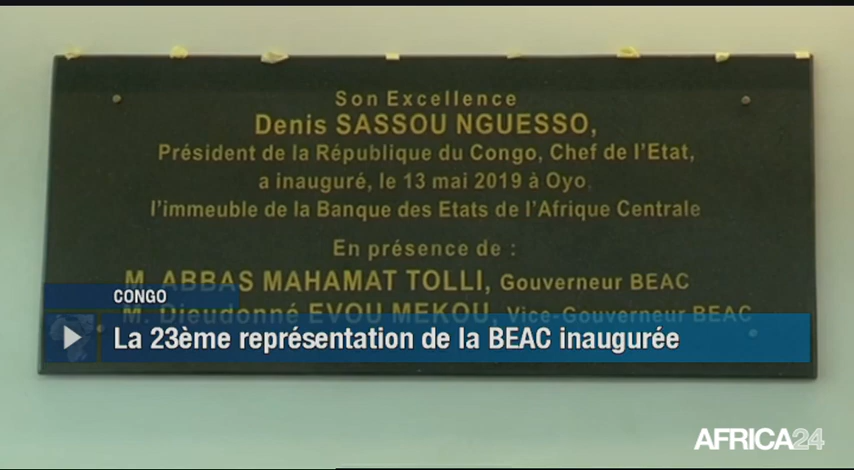 Son Excellence
Denis SASSOU NGUESSO,
Président de la République du Congo, Chef de l'Etat,
a inauguré, le 13 mai 2019 à Oyo,
l'immeuble de la Banque des Etats de l'Afrique Centrale
En présence de :
M. ABBAS MAHAMAT TOLLI, Gouverneur BEAC
M. Dieudonné EVOU MEKOU, Vice-Gouverneur BEAC
CONGO
La 23ème représentation de la BEAC inaugurée
AFRICA24